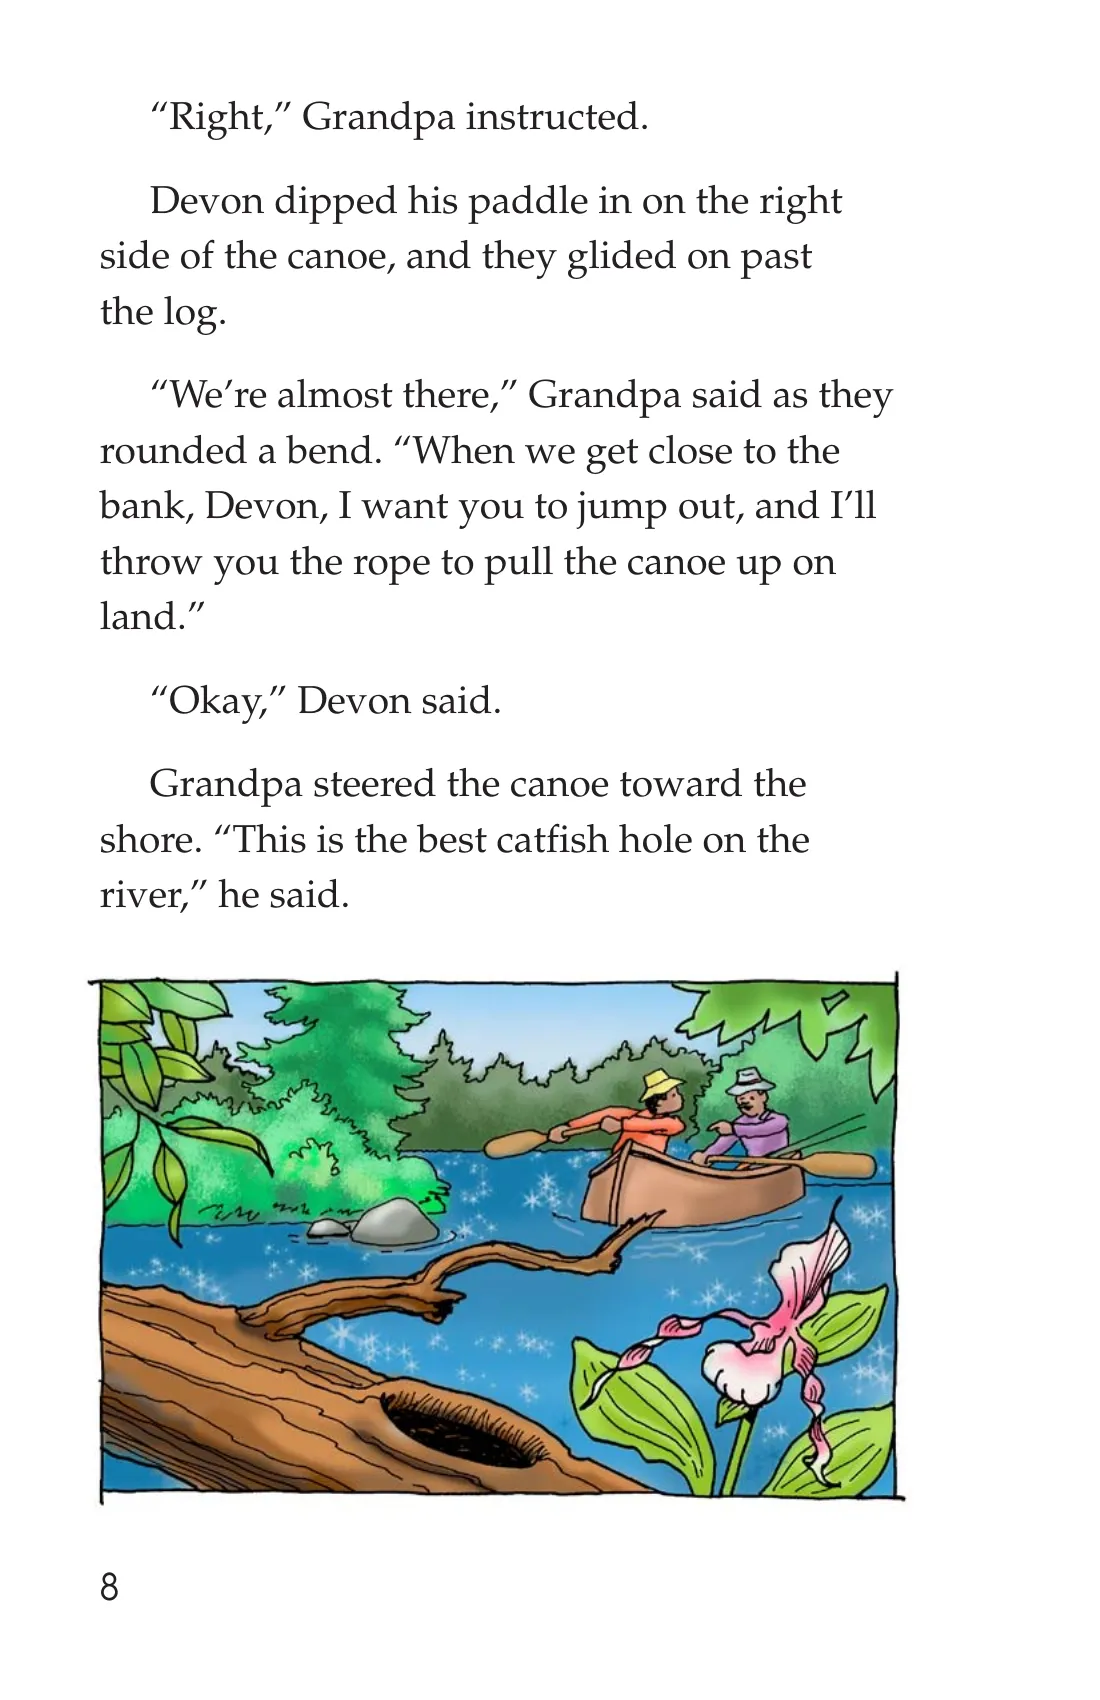 “Right,” Grandpa instructed.
Devon dipped his paddle in on the right
side of the canoe, and they glided on past
the log.
“We’re almost there,” Grandpa said as they
rounded a bend. “When we get close to the
bank, Devon, I want you to jump out, and I’ll
throw you the rope to pull the canoe up on
land.”
“Okay,” Devon said.
Grandpa steered the canoe toward the
shore. “This is the best catfish hole on the
river,” he said.
8